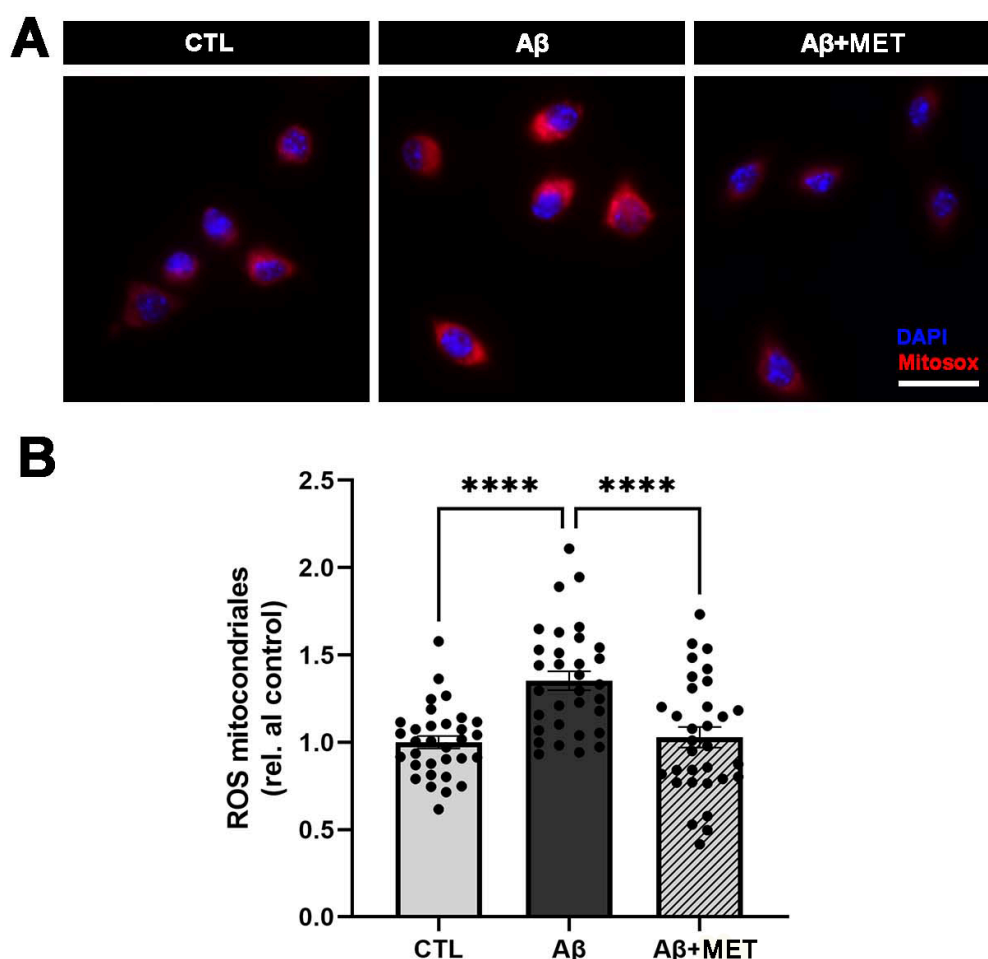 A
CTL
Aβ
Aβ+MET
DAPI
Mitosox
B
ROS mitocondriales
(rel. al control)
2.5
2.0
1.5
1.0
0.5
0.0
****
****
CTL
Aβ
Aβ+MET